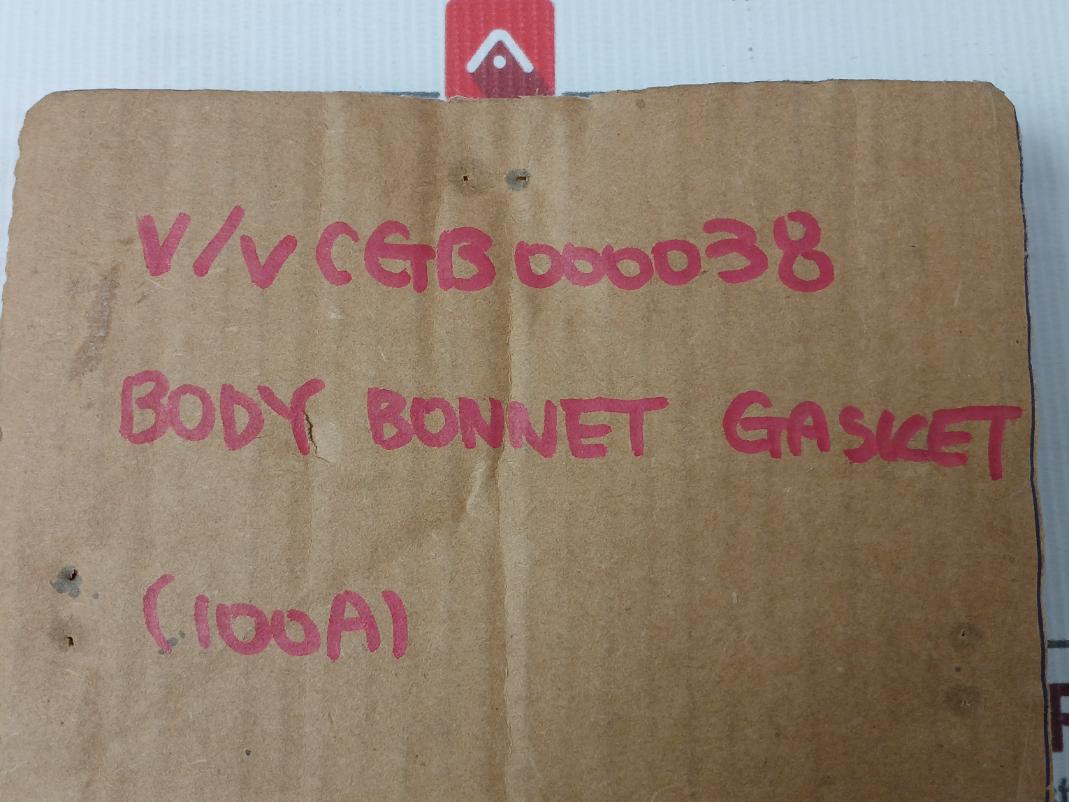 V/V CGB000038
BODY BONNET GASKET
(100A)